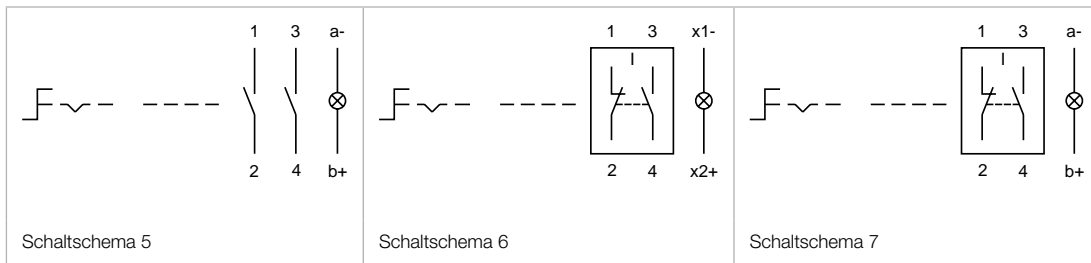 1 3 a-
2 4 b+
Schaltschema 5
1 3 x1-
2 4 x2+
Schaltschema 6
1 3 a-
2 4 b+
Schaltschema 7